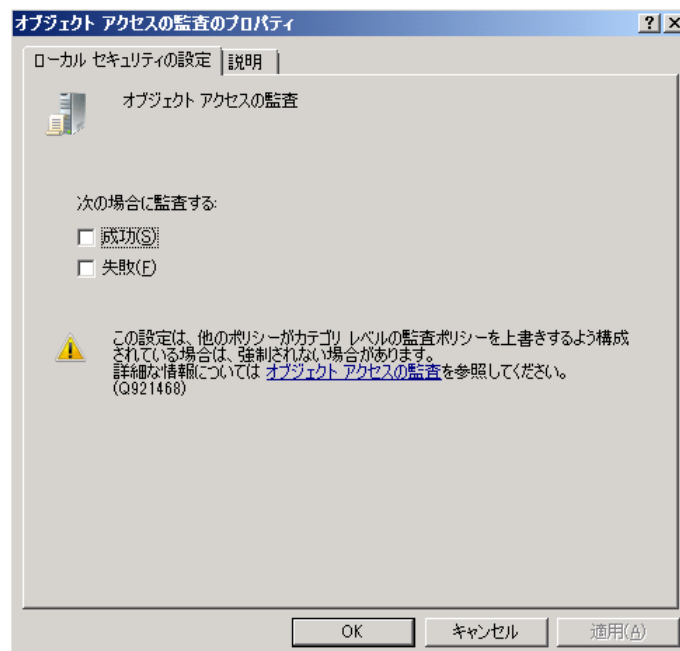 オブジェクト アクセスの監査のプロパティ
ローカル セキュリティの設定 説明
オブジェクト アクセスの監査
次の場合に監査する:
成功(S)
失敗(F)
この設定は、他のポリシーがカテゴリ レベルの監査ポリシーを上書きするよう構成
されている場合は、強制されない場合があります。
詳細な情報については オブジェクト アクセスの監査を参照してください。
(Q921468)
OK キャンセル 適用(A)